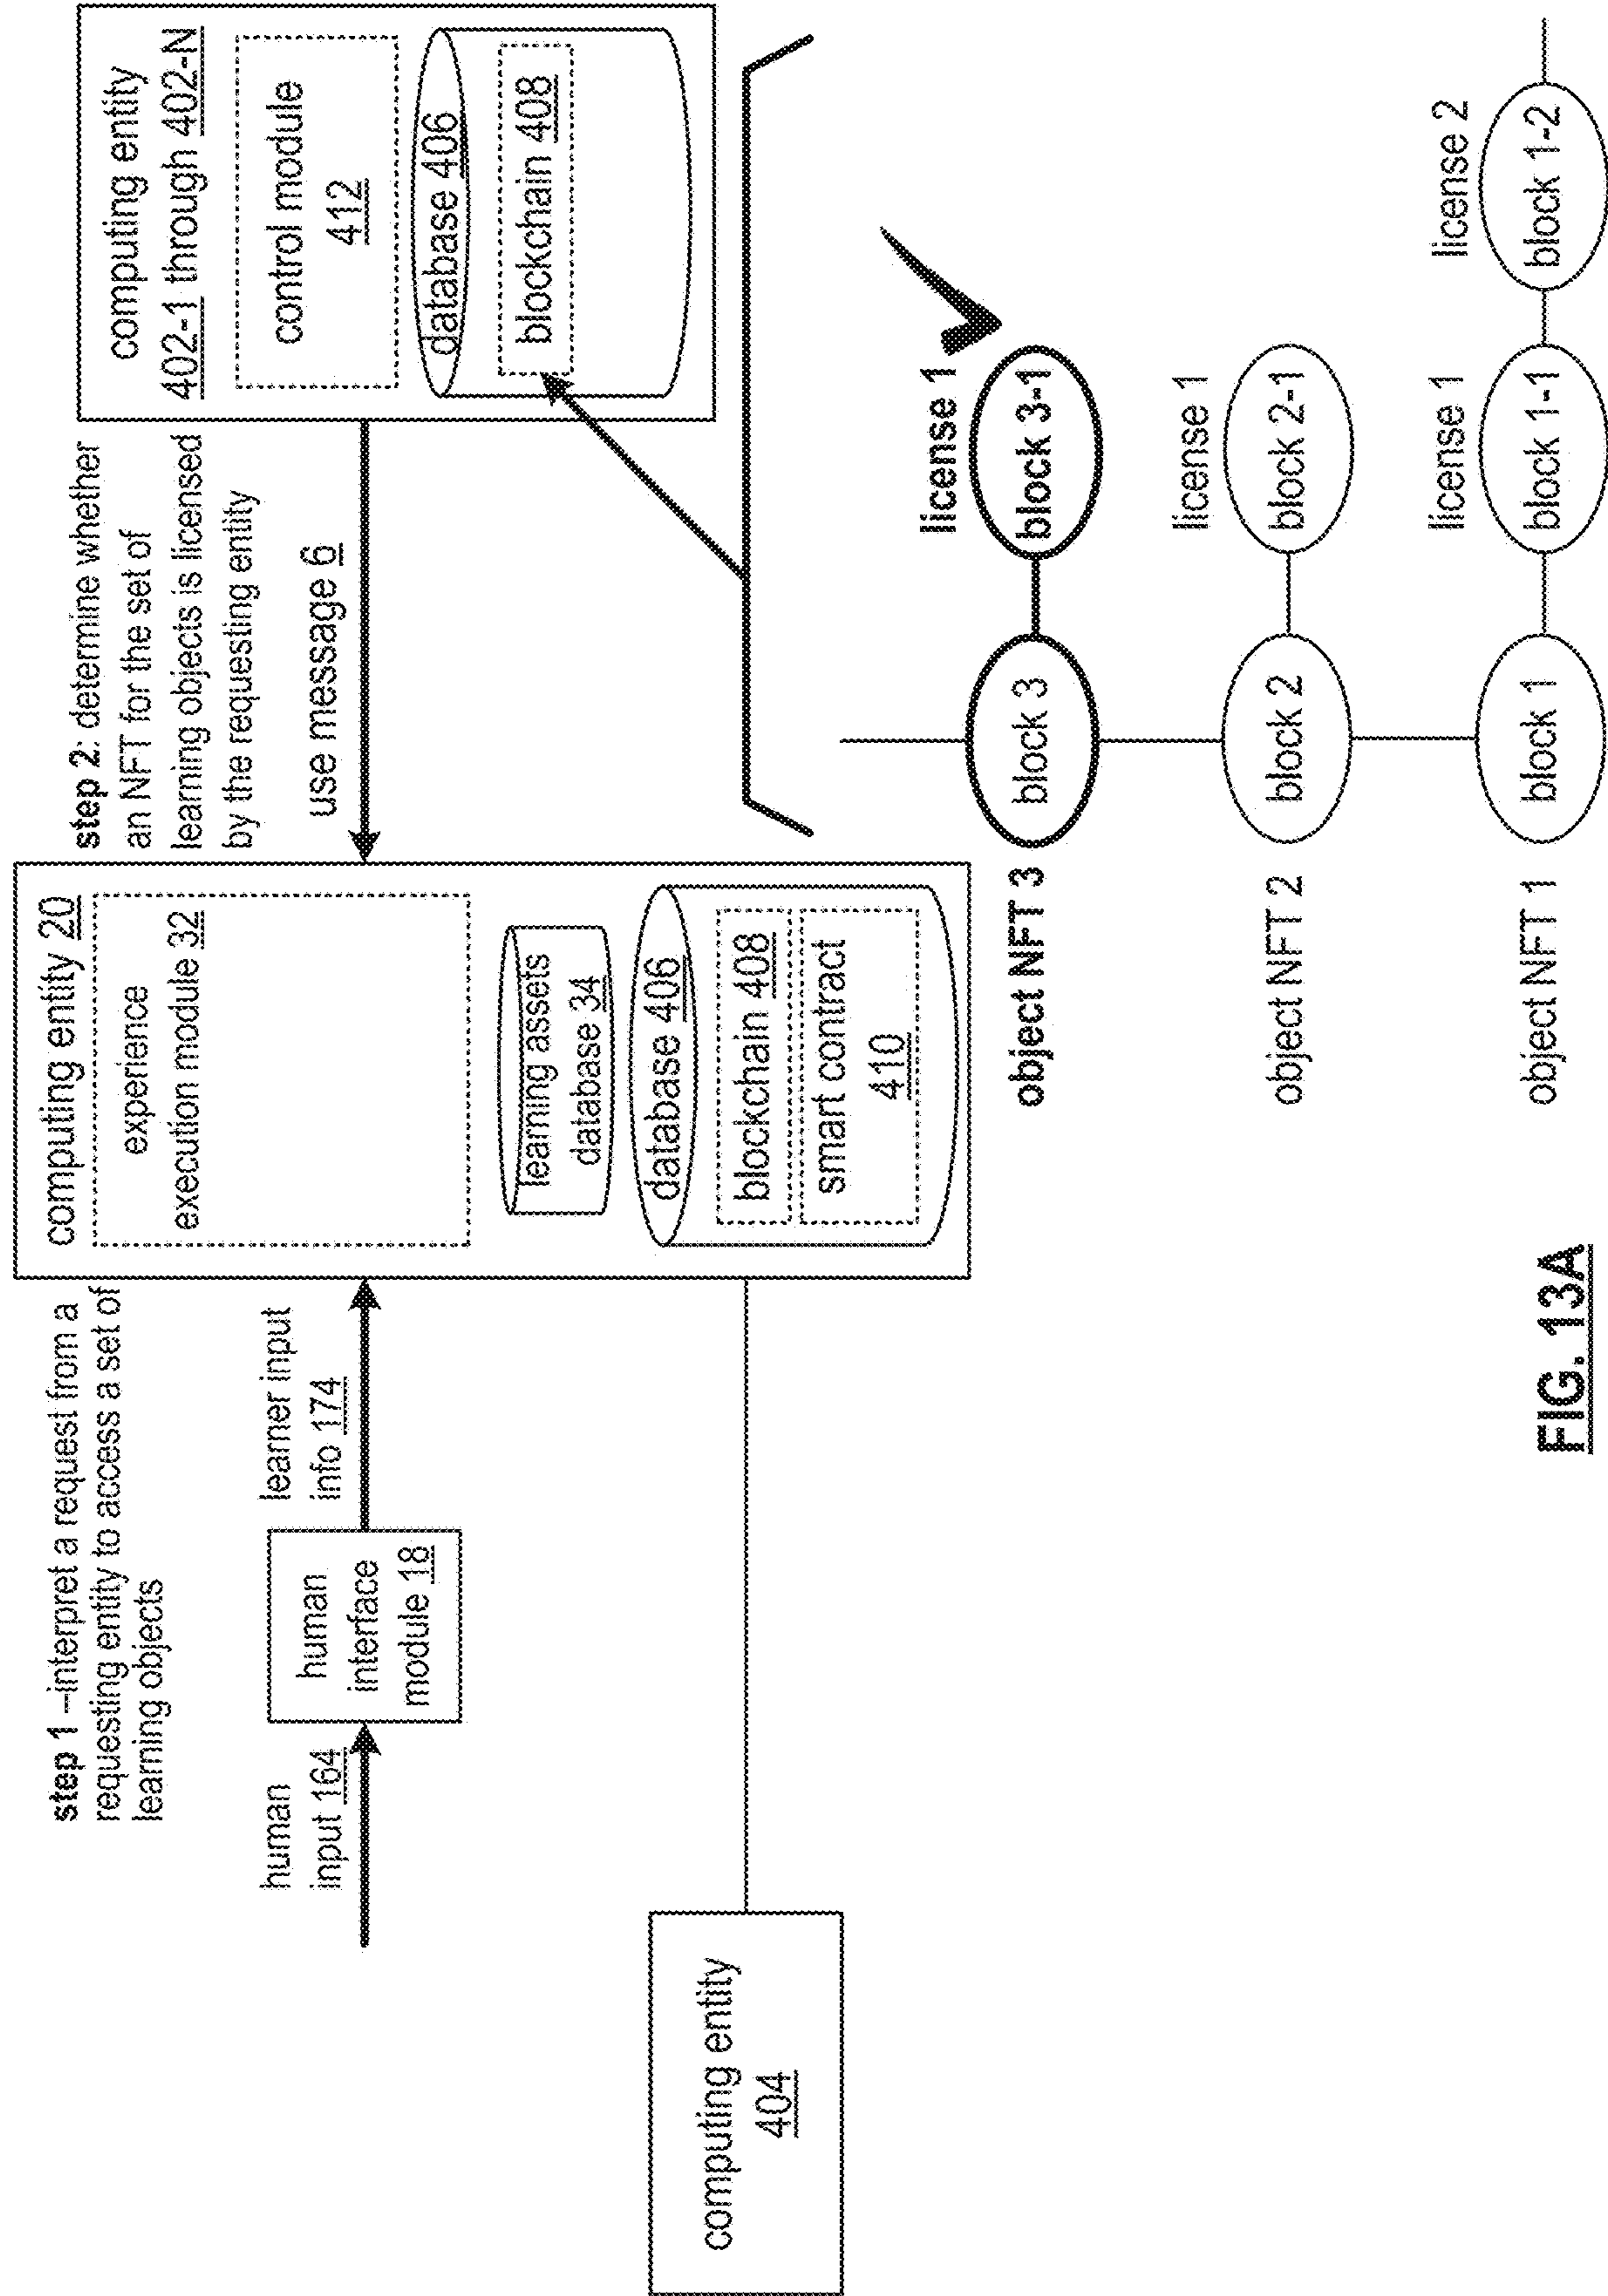 step 1 –interpret a request from a
requesting entity to access a set of
learning objects
human
input 164
human
interface
module 18
learner input
info 174
computing entity
404
computing entity 20
experience
execution module 32
learning assets
database 34
database 406
blockchain 408
smart contract
410
step 2: determine whether
an NFT for the set of
learning objects is licensed
by the requesting entity
use message 6
computing entity
402-1 through 402-N
control module
412
database 406
blockchain 408
object NFT 3
block 3
license 1
block 3-1
object NFT 2
block 2
license 1
block 2-1
object NFT 1
block 1
license 1
block 1-1
license 2
block 1-2
FIG. 13A